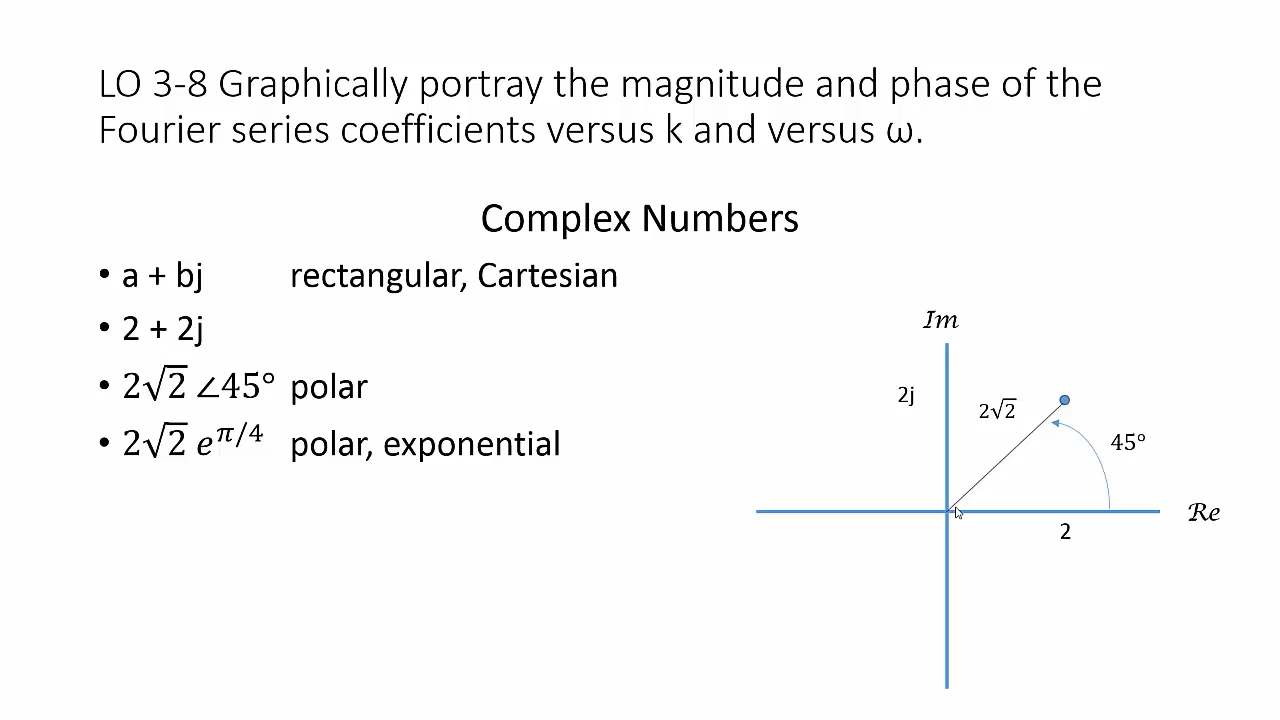 LO 3-8 Graphically portray the magnitude and phase of the
Fourier series coefficients versus k and versus ω.
Complex Numbers
• a + bj rectangular, Cartesian
• 2 + 2j
• 2√2 ∠45° polar
• 2√2 e^{π/4} polar, exponential
Im
2j
2√2
45°
Re
2